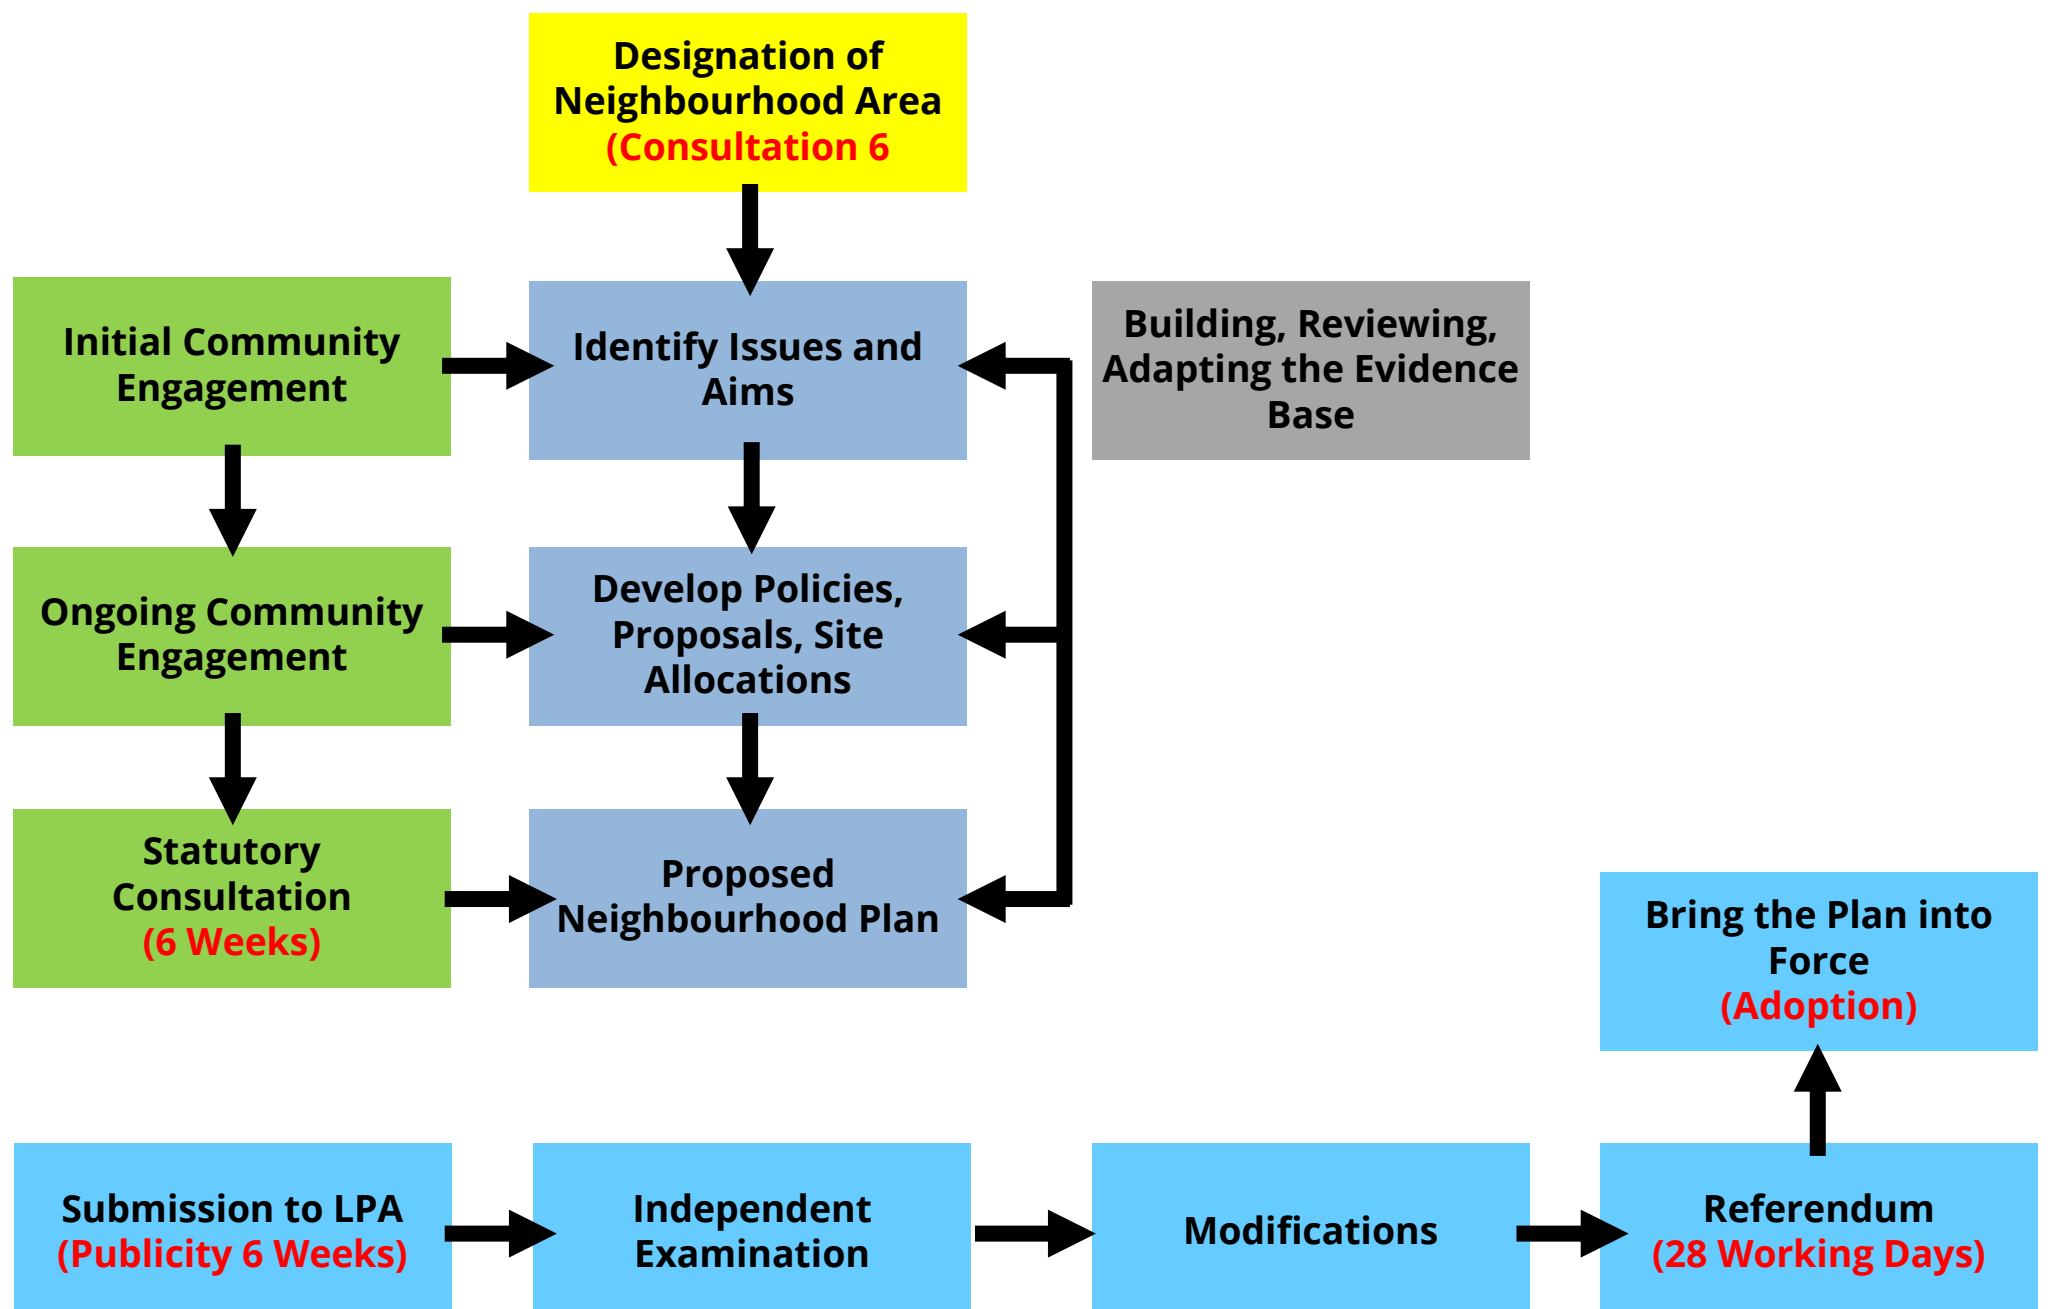 Designation of
Neighbourhood Area
(Consultation 6
Initial Community
Engagement
Identify Issues and
Aims
Building, Reviewing,
Adapting the Evidence
Base
Ongoing Community
Engagement
Develop Policies,
Proposals, Site
Allocations
Statutory
Consultation
(6 Weeks)
Proposed
Neighbourhood Plan
Bring the Plan into
Force
(Adoption)
Submission to LPA
(Publicity 6 Weeks)
Independent
Examination
Modifications
Referendum
(28 Working Days)